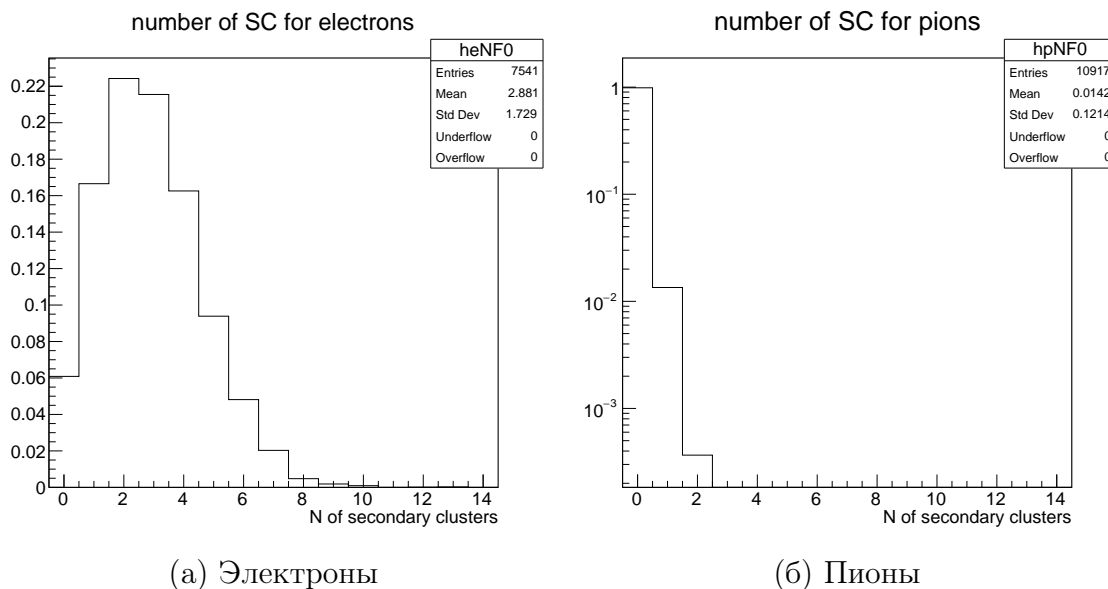 number of SC for electrons
heNF0
Entries 7541
Mean 2.881
Std Dev 1.729
Underflow 0
Overflow 0
0.22
0.2
0.18
0.16
0.14
0.12
0.1
0.08
0.06
0.04
0.02
0
0 2 4 6 8 10 12 14
N of secondary clusters
(а) Электроны
number of SC for pions
hpNF0
Entries 10917
Mean 0.0142
Std Dev 0.1214
Underflow 0
Overflow 0
1
10⁻¹
10⁻²
10⁻³
0 2 4 6 8 10 12 14
N of secondary clusters
(б) Пионы